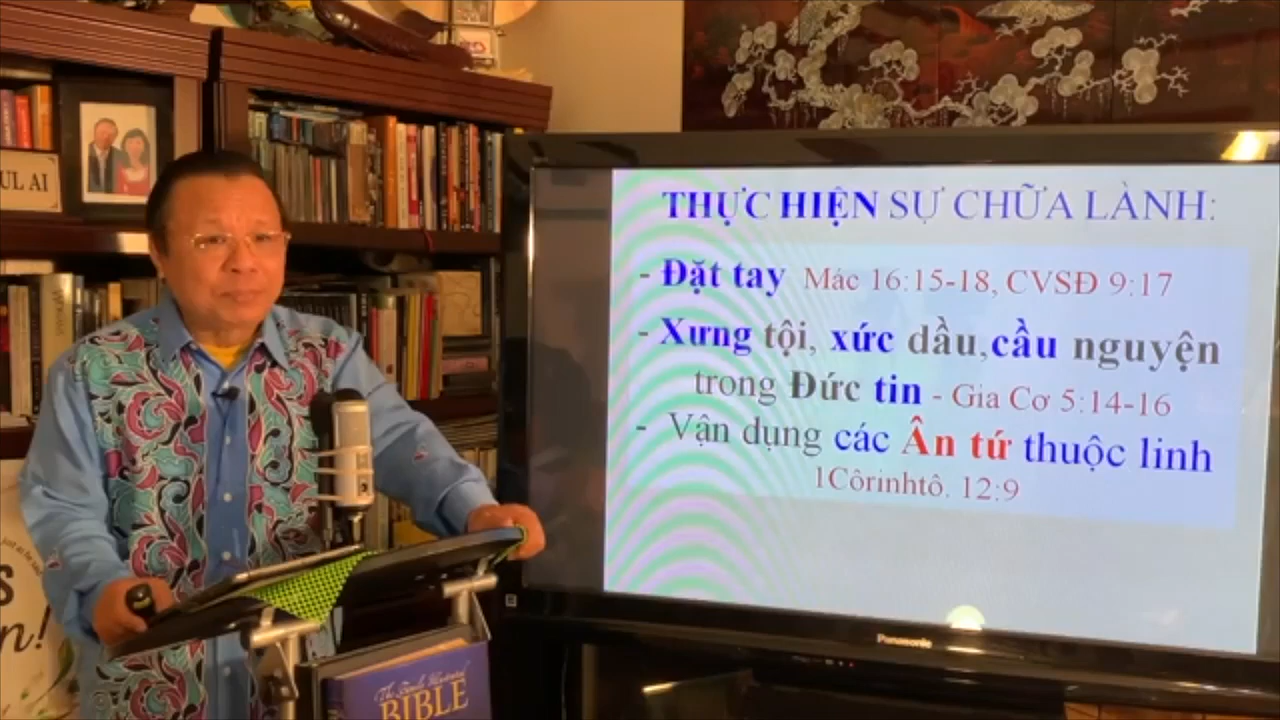 UL AI
THỰC HIỆN SỰ CHỮA LÀNH:
- Đặt tay Mác 16:15-18, CVSĐ 9:17
- Xưng tội, xức dầu,cầu nguyện
trong Đức tin - Gia Cơ 5:14-16
- Vận dụng các Ân tứ thuộc linh
1Côrinhtô. 12:9
Panasonic
BIBLE